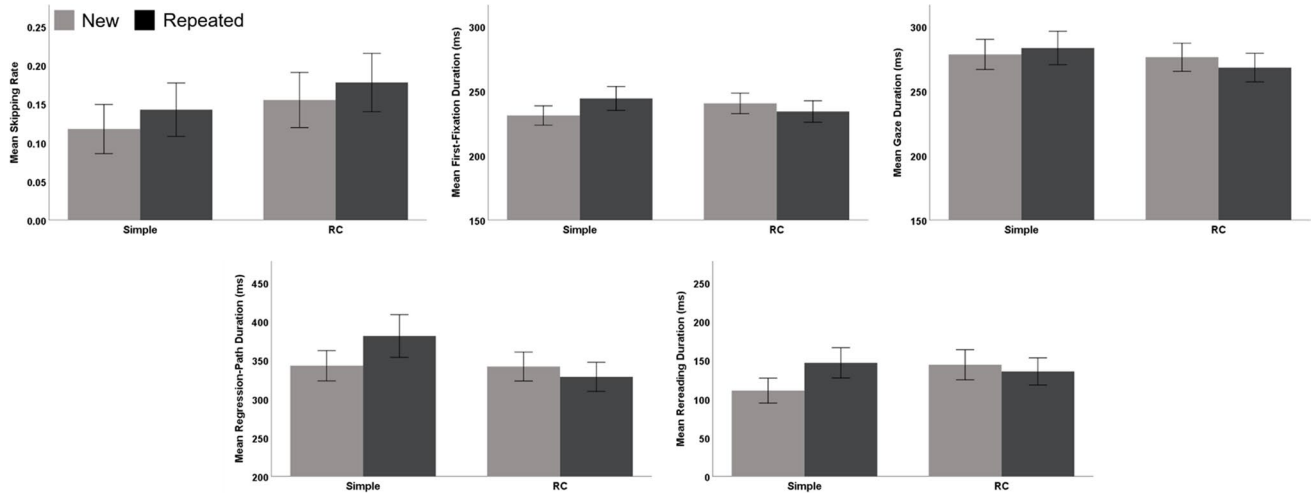 New Repeated
Mean Skipping Rate
0.25
0.20
0.15
0.10
0.05
0.00
Simple RC
Mean First-Fixation Duration (ms)
300
250
200
150
Simple RC
Mean Gaze Duration (ms)
300
250
200
150
Simple RC
Mean Regression-Path Duration (ms)
450
400
350
300
250
200
Simple RC
Mean Rereading Duration (ms)
250
200
150
100
50
0
Simple RC